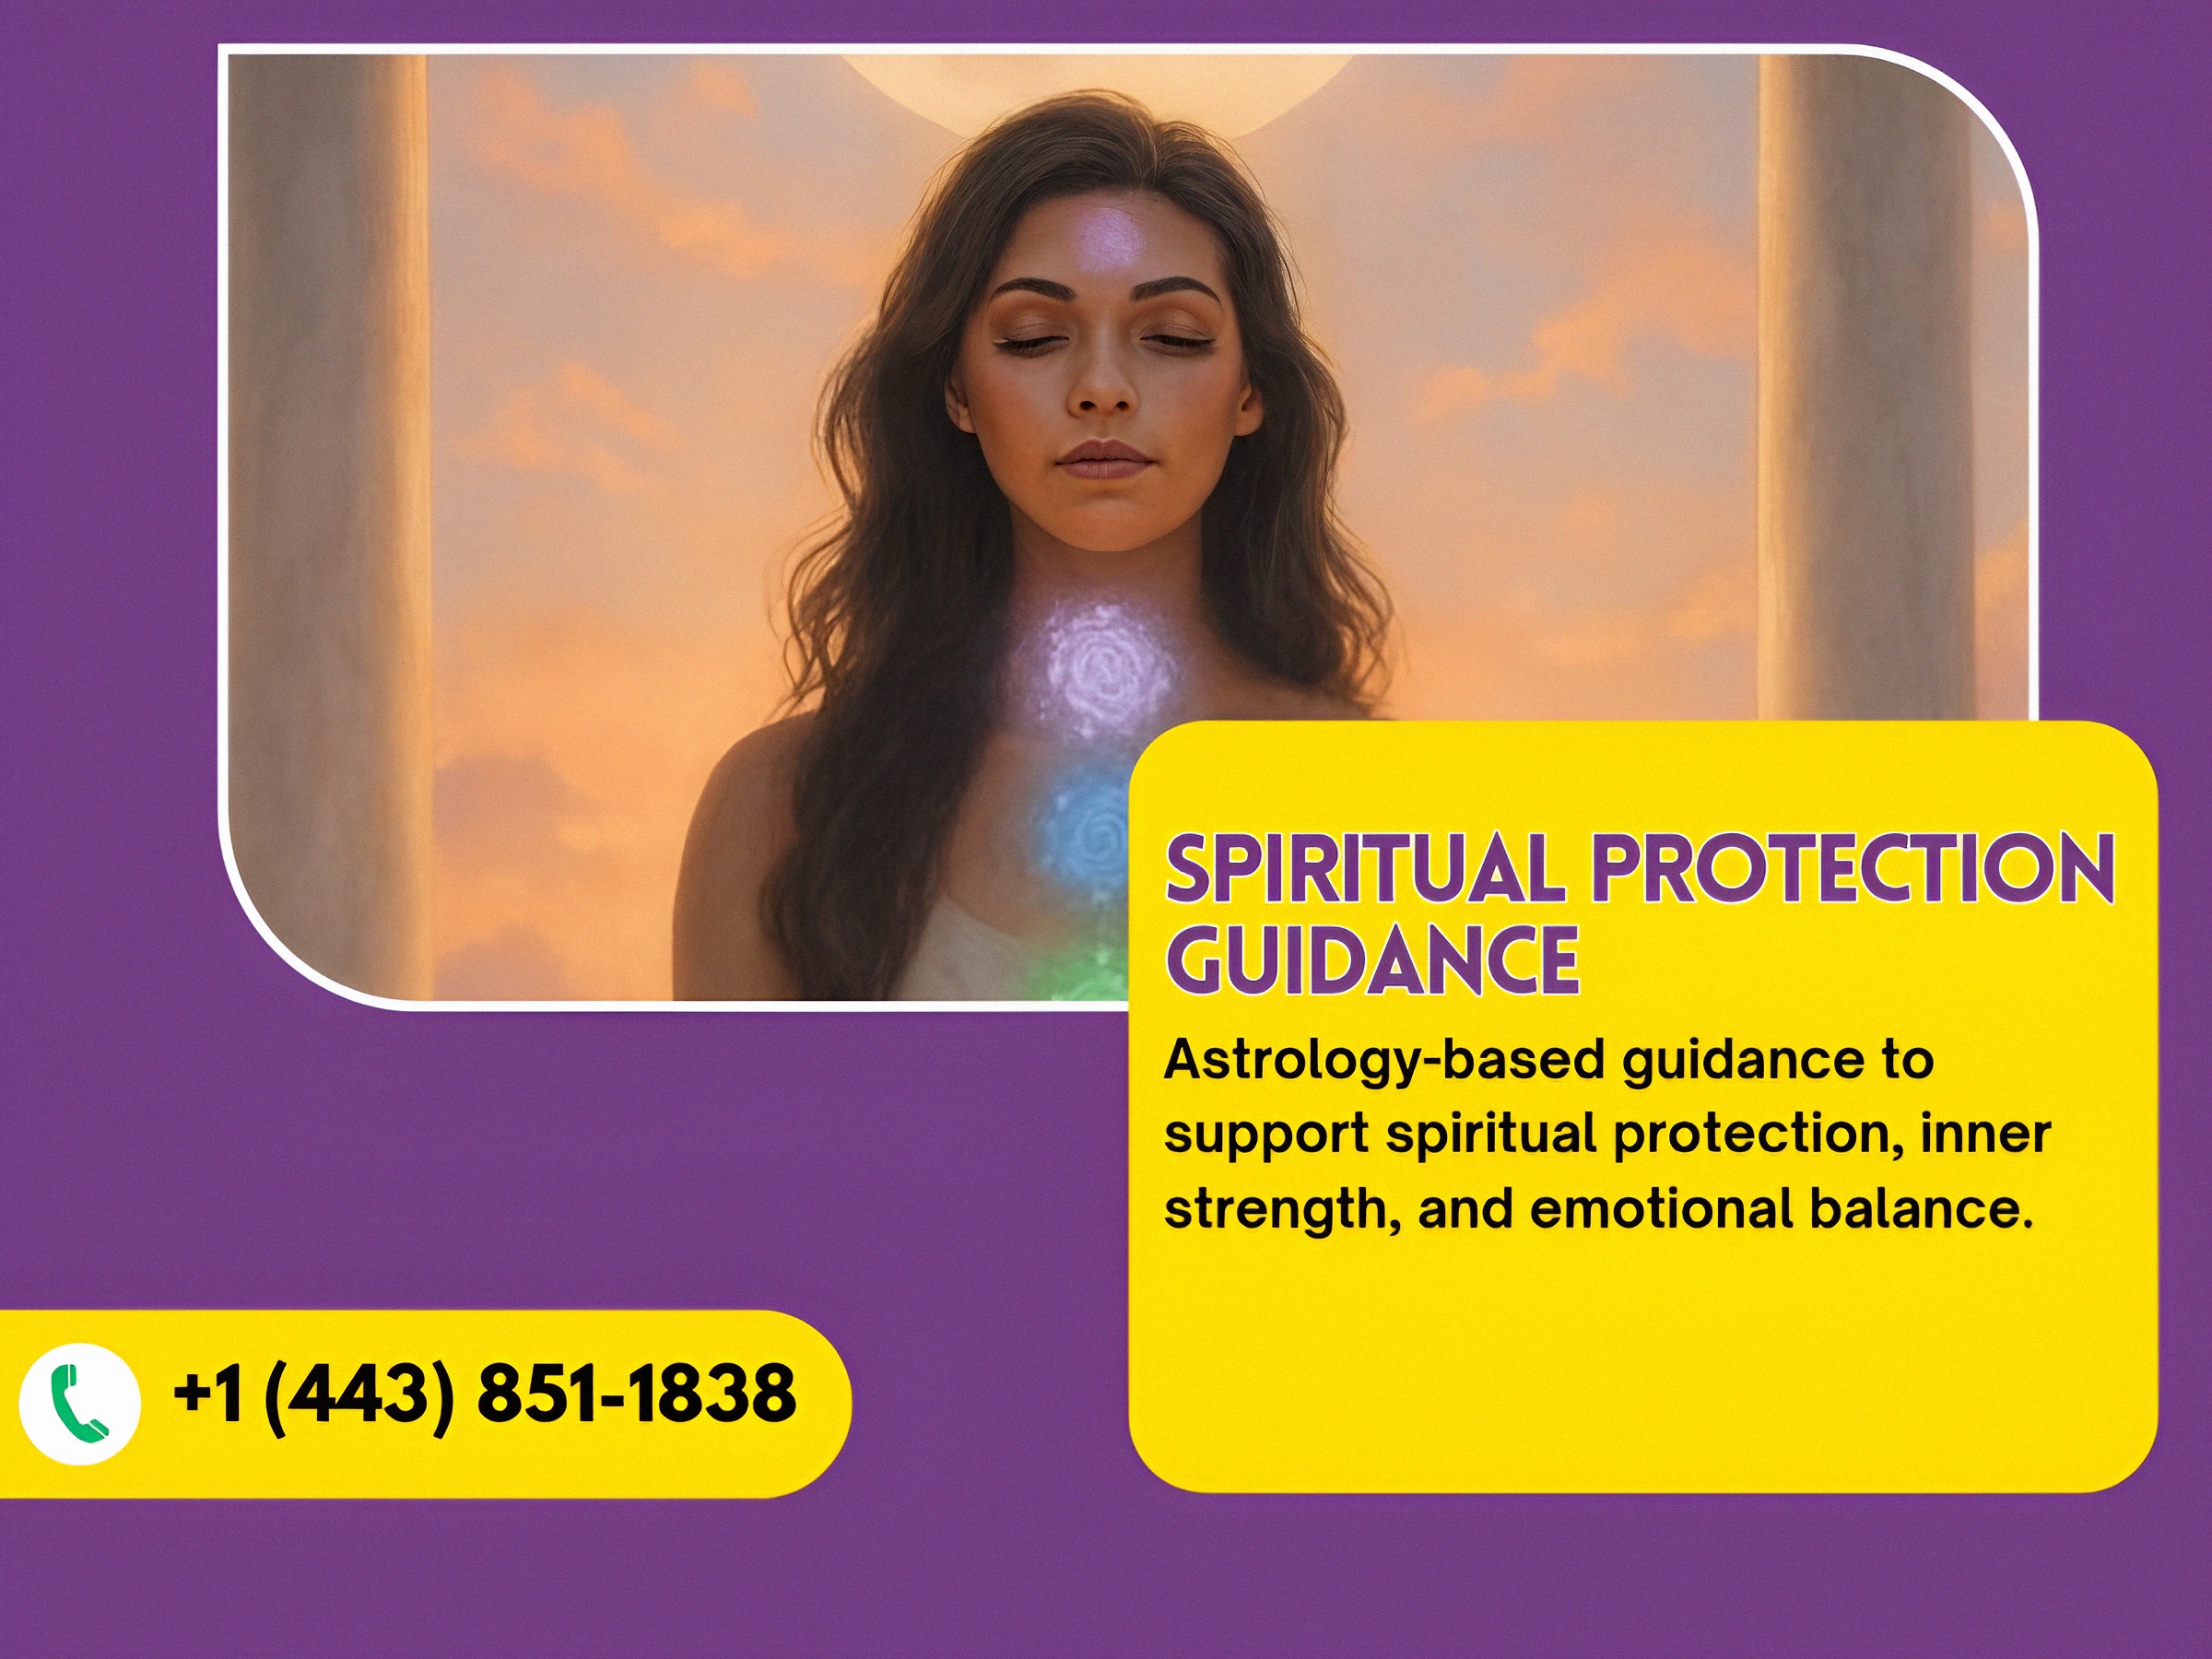 SPIRITUAL PROTECTION
GUIDANCE
Astrology-based guidance to
support spiritual protection, inner
strength, and emotional balance.
+1 (443) 851-1838